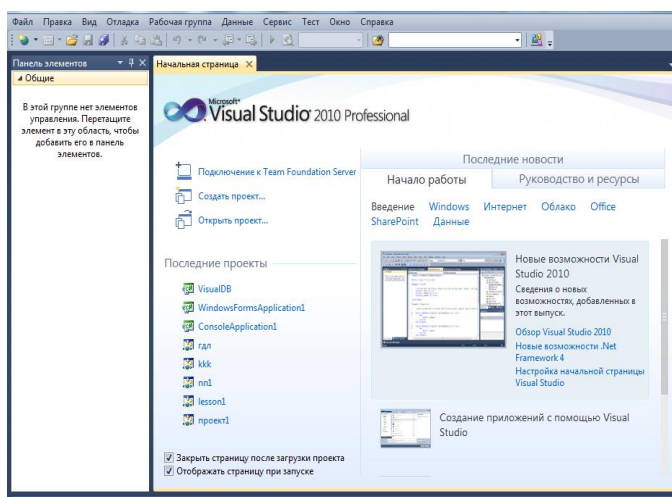 Файл Правка Вид Отладка Рабочая группа Данные Сервис Тест Окно Справка
Панель элементов
Общие
В этой группе нет элементов
управления. Перетащите
элемент в эту область, чтобы
добавить его в панель
элементов.
Начальная страница
Microsoft®
Visual Studio 2010 Professional
Подключение к Team Foundation Server
Создать проект...
Открыть проект...
Последние проекты
VisualDB
WindowsFormsApplication1
ConsoleApplication1
гдл
kkk
nn1
lesson1
проект1
Закрыть страницу после загрузки проекта
Отображать страницу при запуске
Последние новости
Начало работы Руководство и ресурсы
Введение Windows Интернет Облако Office
SharePoint Данные
Новые возможности Visual
Studio 2010
Сведения о новых
возможностях, добавленных в
этот выпуск.
Обзор Visual Studio 2010
Новые возможности .Net
Framework 4
Настройка начальной страницы
Visual Studio
Создание приложений с помощью Visual
Studio